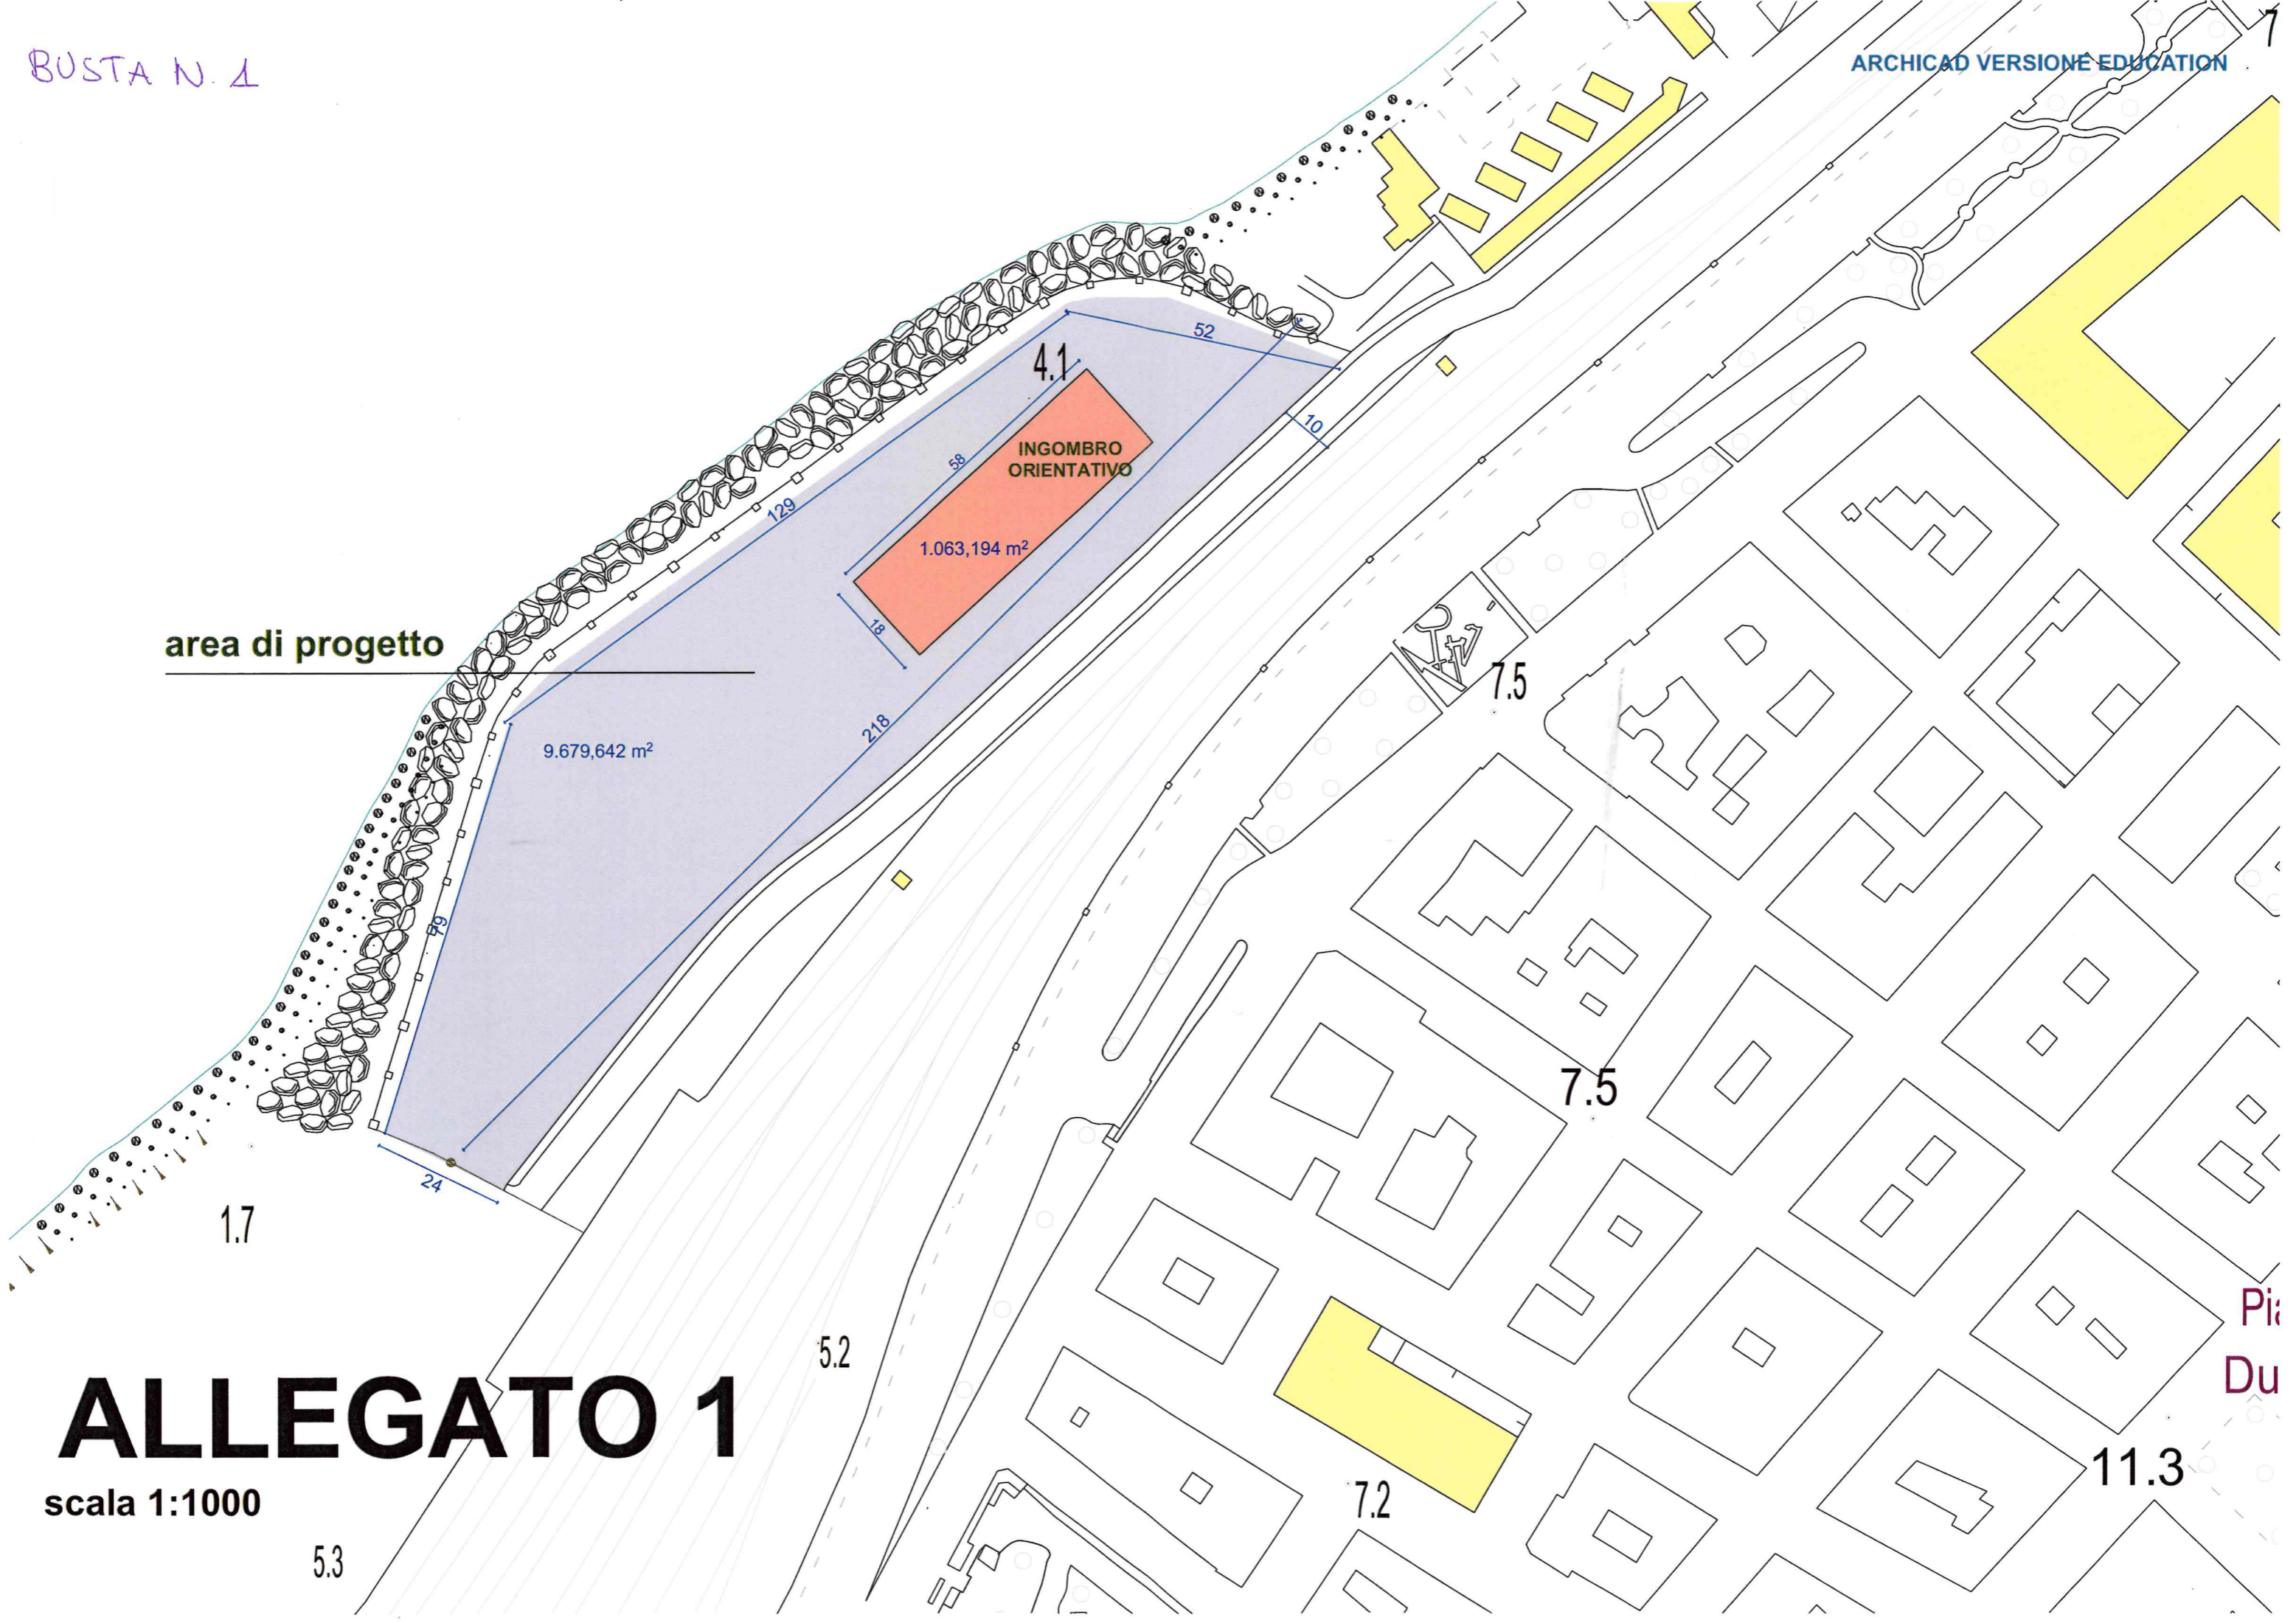 BUSTA N. 1
7
ARCHICAD VERSIONE EDUCATION
52
4.1
10
INGOMBRO
ORIENTATIVO
58
129
1.063,194 m²
18
area di progetto
7.5
218
9.679,642 m²
79
7.5
24
1.7
5.2
Du
ALLEGATO 1
11.3
scala 1:1000
7.2
5.3